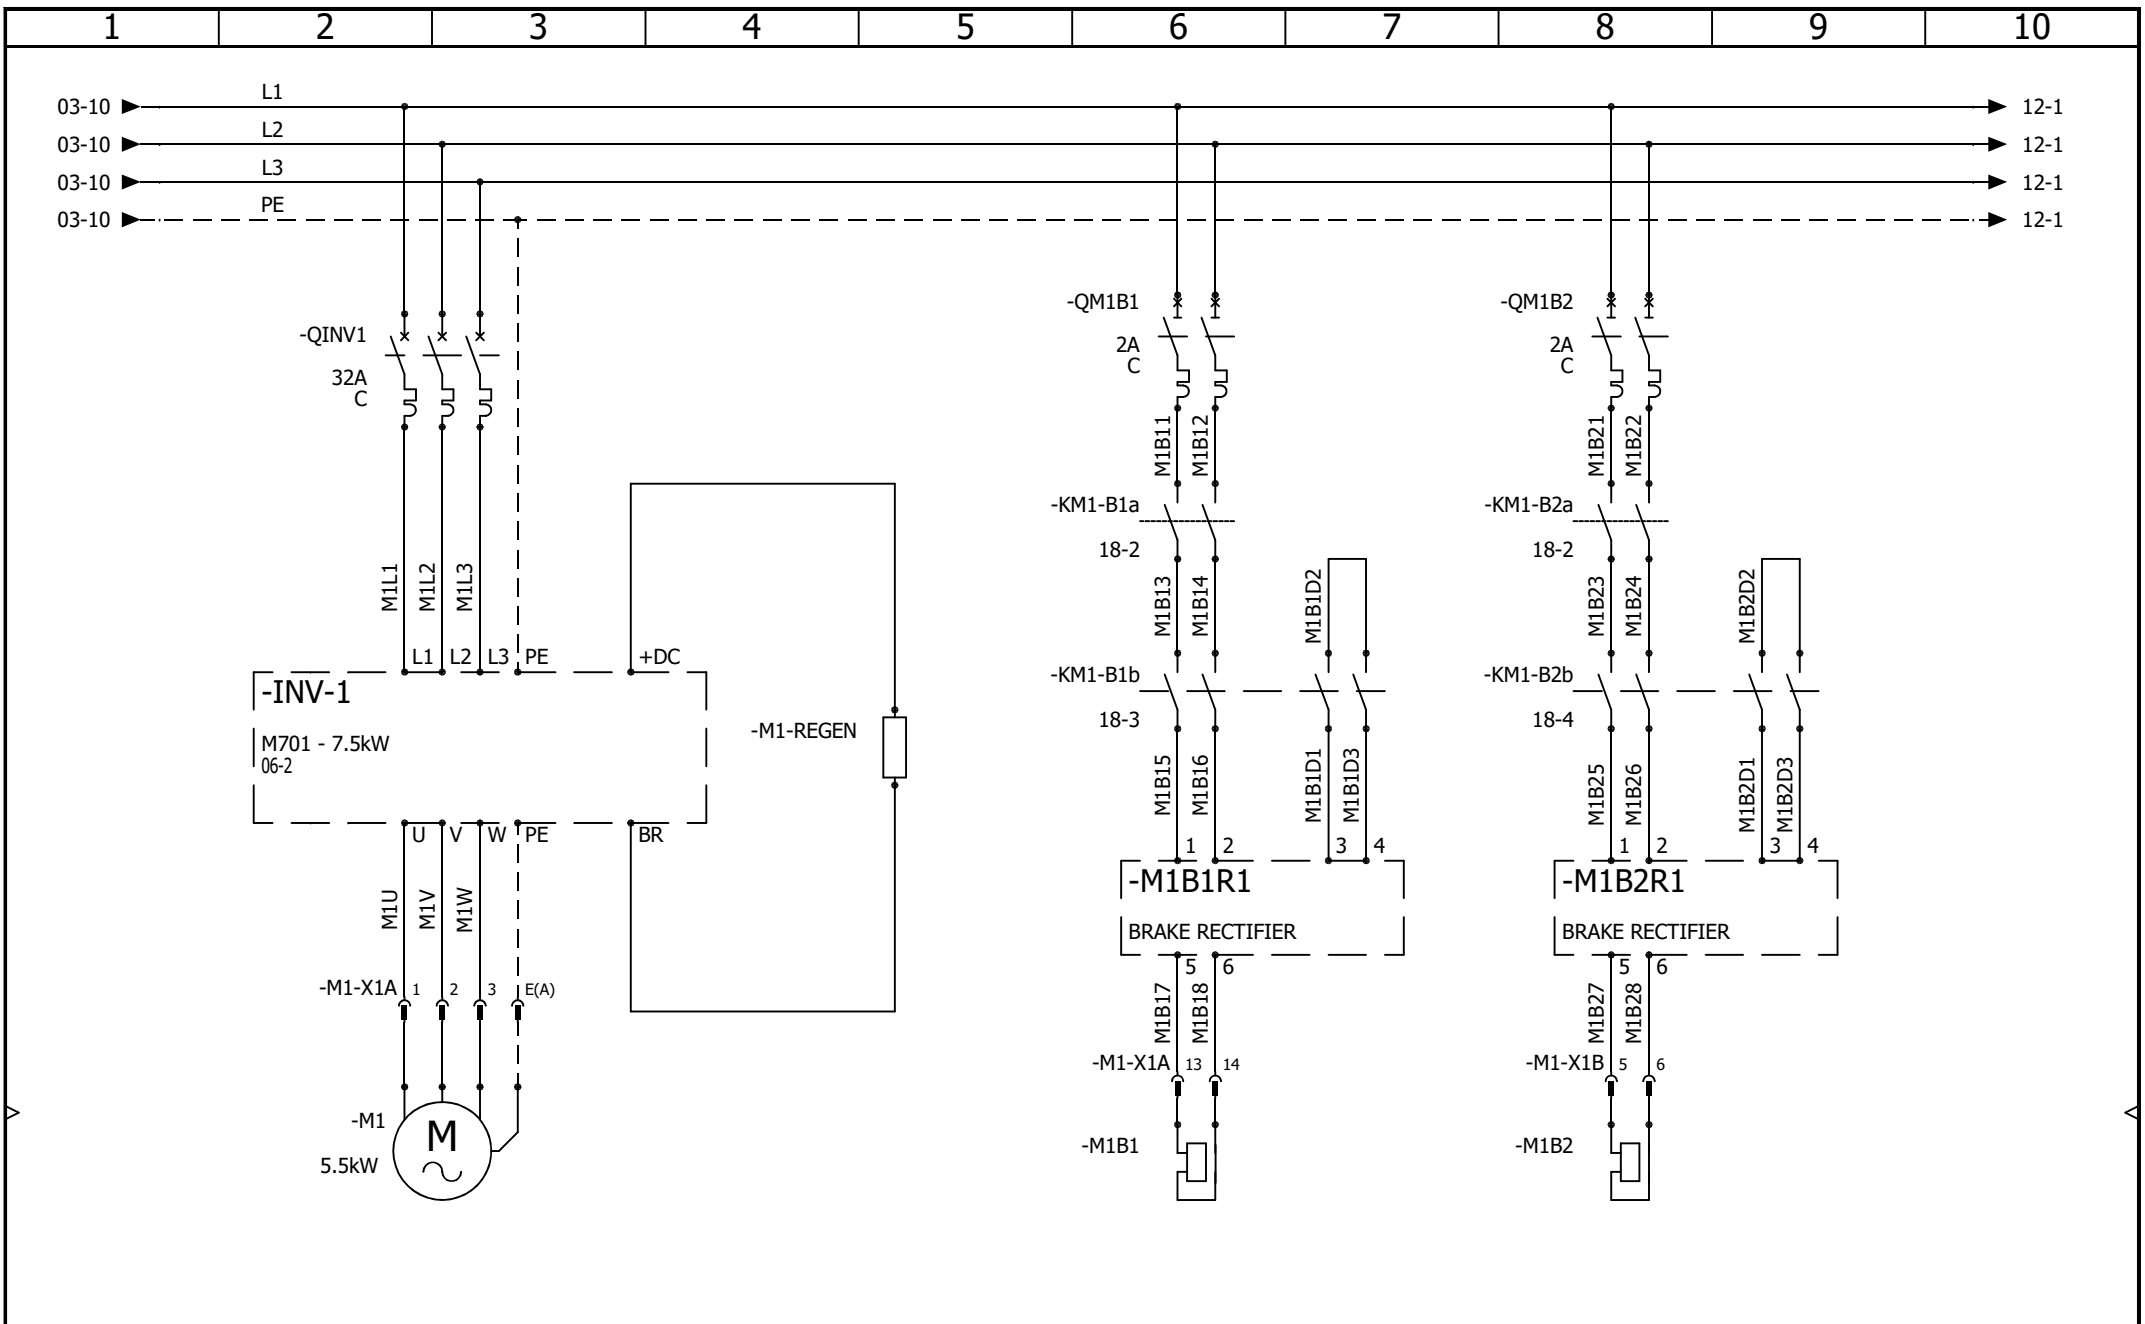 1 2 3 4 5 6 7 8 9 10
03-10 L1 12-1
03-10 L2 12-1
03-10 L3 12-1
03-10 PE 12-1
-QINV1
32A
C
M1L1 M1L2 M1L3
L1 L2 L3 PE +DC
-INV-1
M701 - 7.5kW
06-2
U V W PE BR
M1U M1V M1W
-M1-X1A 1 2 3 E(A)
-M1
5.5kW
M
-M1-REGEN
-QM1B1
2A
C
M1B11 M1B12
-KM1-B1a
18-2
M1B13 M1B14 M1B1D2
-KM1-B1b
18-3
M1B15 M1B16 M1B1D1 M1B1D3
1 2 3 4
-M1B1R1
BRAKE RECTIFIER
5 6
M1B17 M1B18
-M1-X1A 13 14
-M1B1
-QM1B2
2A
C
M1B21 M1B22
-KM1-B2a
18-2
M1B23 M1B24 M1B2D2
-KM1-B2b
18-4
M1B25 M1B26 M1B2D1 M1B2D3
1 2 3 4
-M1B2R1
BRAKE RECTIFIER
5 6
M1B27 M1B28
-M1-X1B 5 6
-M1B2